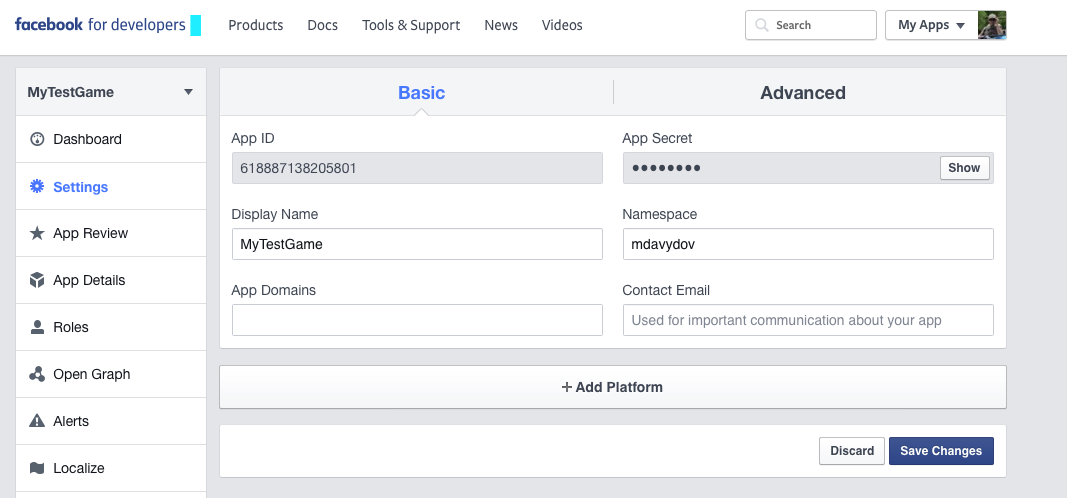 facebook for developers Products Docs Tools & Support News Videos Search My Apps
MyTestGame
Dashboard
Settings
App Review
App Details
Roles
Open Graph
Alerts
Localize
Basic Advanced
App ID App Secret
618887138205801 •••••••• Show
Display Name Namespace
MyTestGame mdavydov
App Domains Contact Email
Used for important communication about your app
+ Add Platform
Discard Save Changes